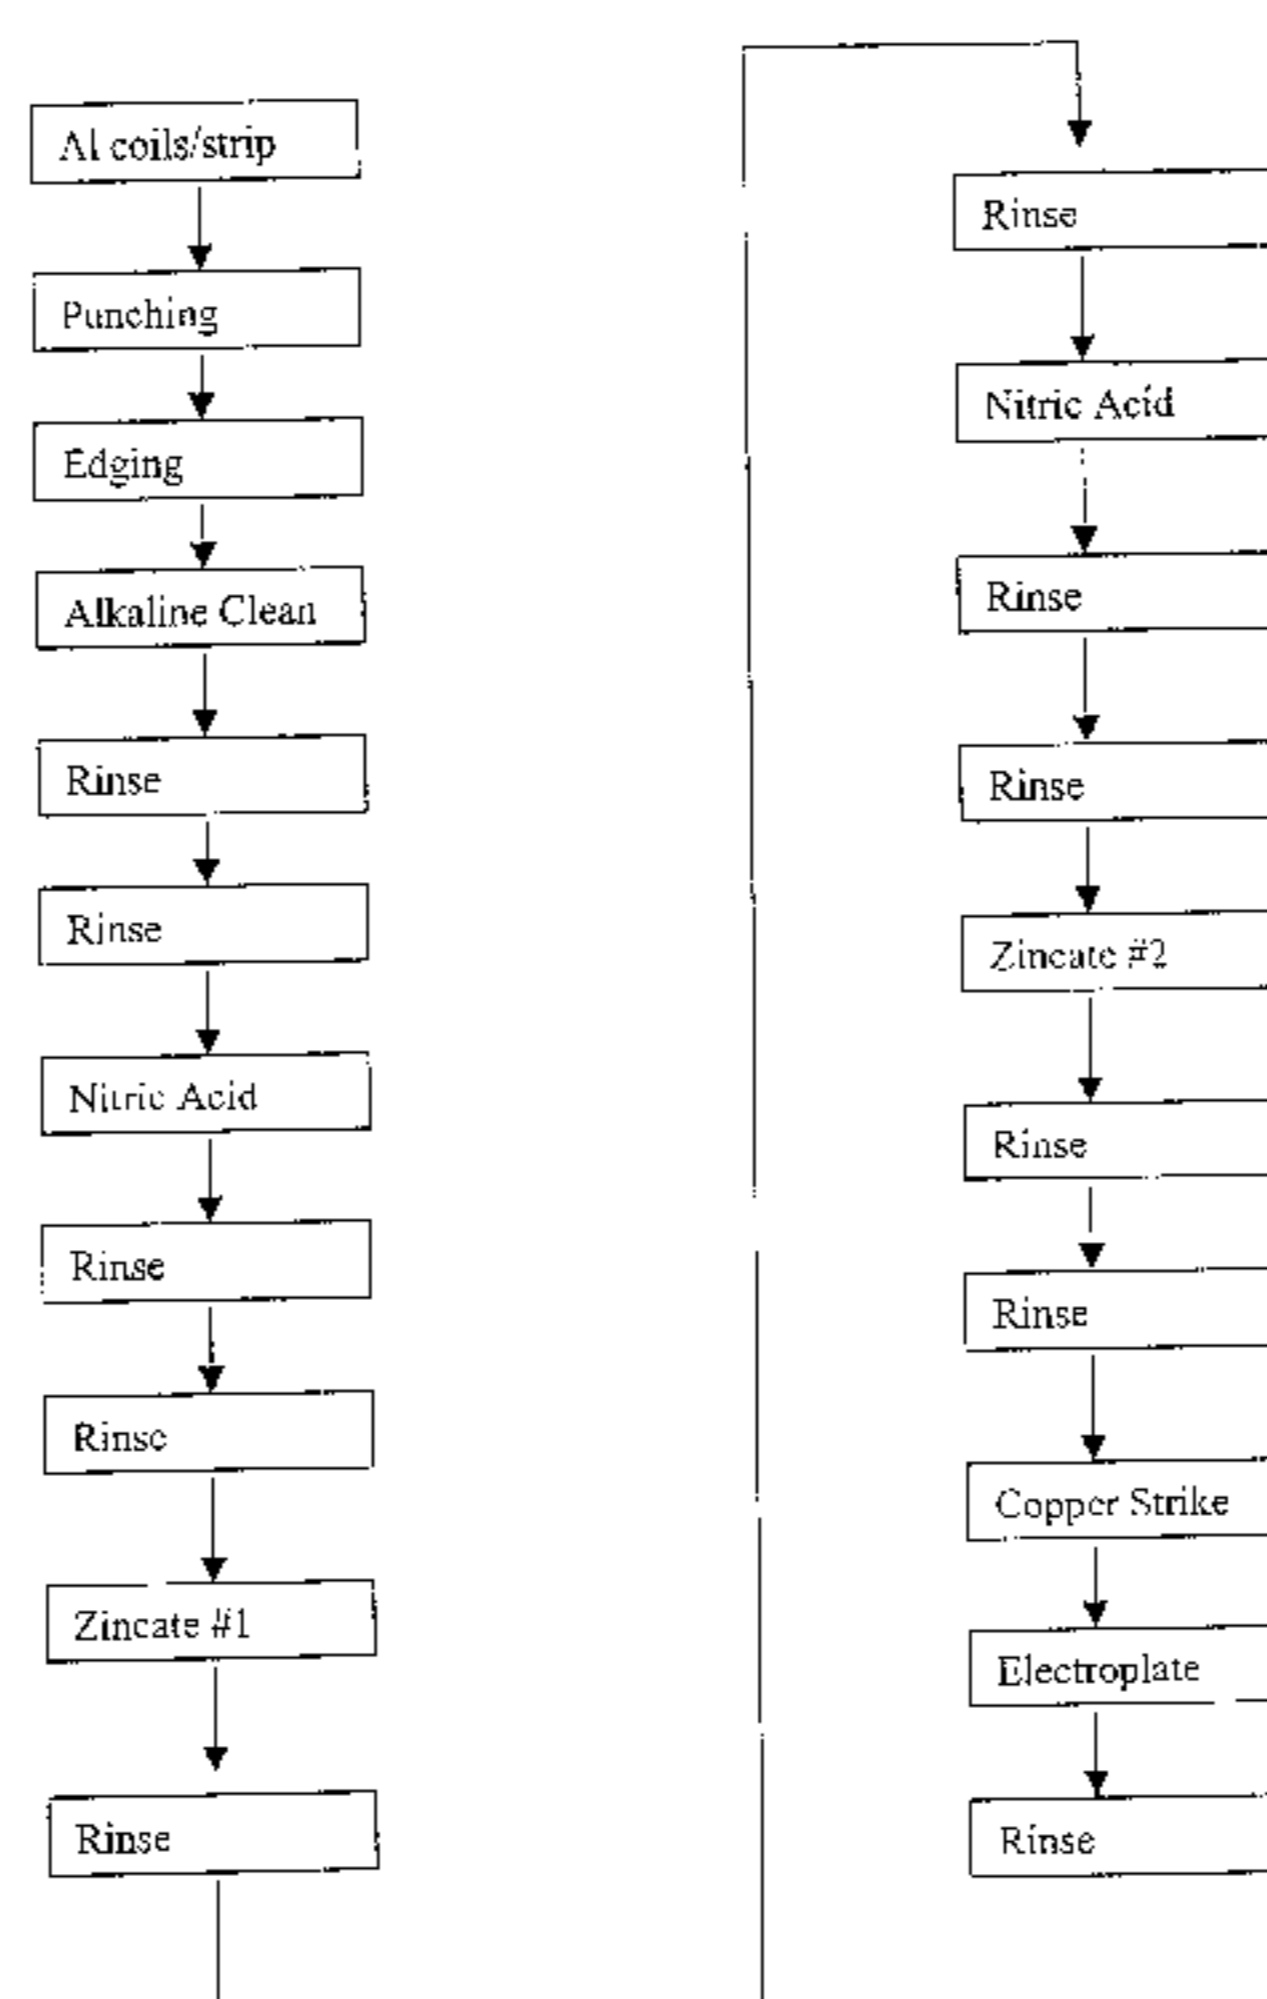 Al coils/strip
Punching
Edging
Alkaline Clean
Rinse
Rinse
Nitric Acid
Rinse
Rinse
Zincate #1
Rinse
Rinse
Nitric Acid
Rinse
Rinse
Zincate #2
Rinse
Rinse
Copper Strike
Electroplate
Rinse